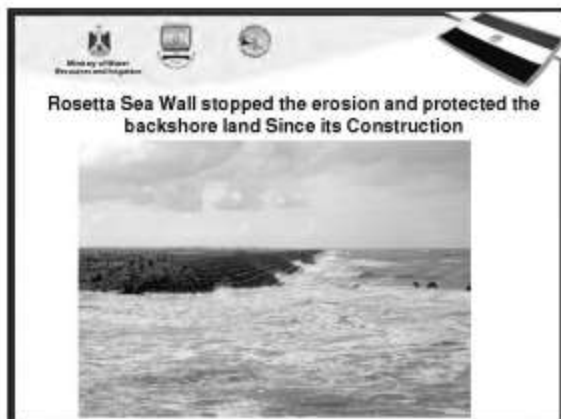 Ministry of Water
Resources and Irrigation
Rosetta Sea Wall stopped the erosion and protected the
backshore land Since its Construction